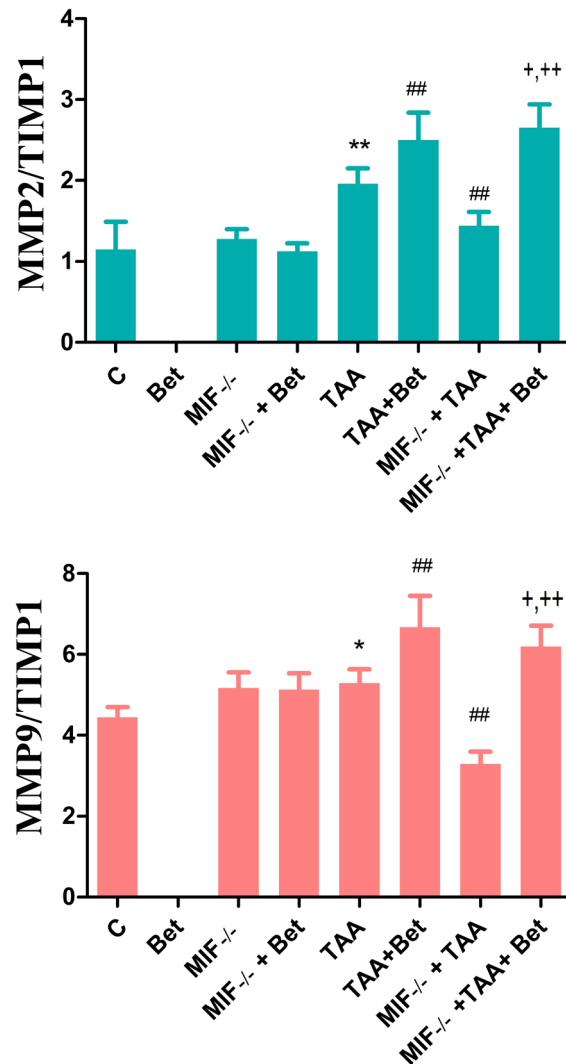 MMP2/TIMP1
4
3
2
1
0
**
##
##
+,++
C
Bet
MIF-/-
MIF-/- + Bet
TAA
TAA+Bet
MIF-/- + TAA
MIF-/- +TAA+ Bet
MMP9/TIMP1
8
6
4
2
0
*
##
##
+,++
C
Bet
MIF-/-
MIF-/- + Bet
TAA
TAA+Bet
MIF-/- + TAA
MIF-/- +TAA+ Bet